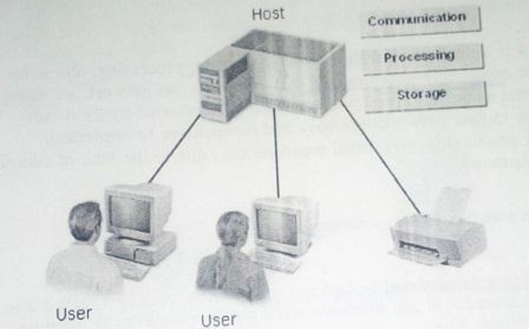 Host
Communication
Processing
Storage
User
User